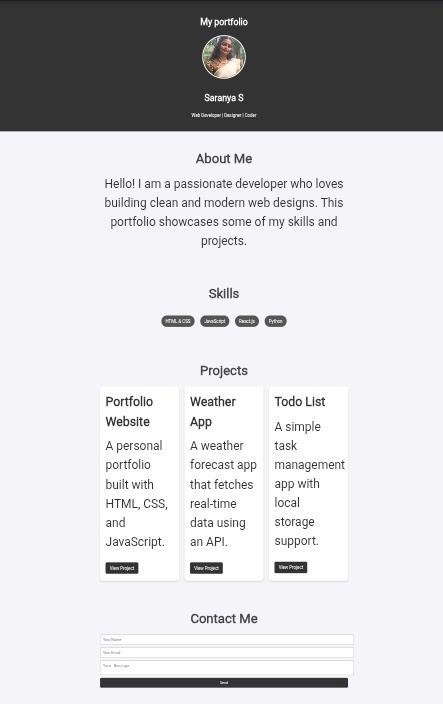 My portfolio
Saranya S
Web Developer | Designer | Coder
About Me
Hello! I am a passionate developer who loves
building clean and modern web designs. This
portfolio showcases some of my skills and
projects.
Skills
HTML & CSS
JavaScript
React.js
Python
Projects
Portfolio
Website
A personal
portfolio
built with
HTML, CSS,
and
JavaScript.
View Project
Weather
App
A weather
forecast app
that fetches
real-time
data using
an API.
View Project
Todo List
A simple
task
management
app with
local
storage
support.
View Project
Contact Me
Your Name
Your Email
Your Message
Send